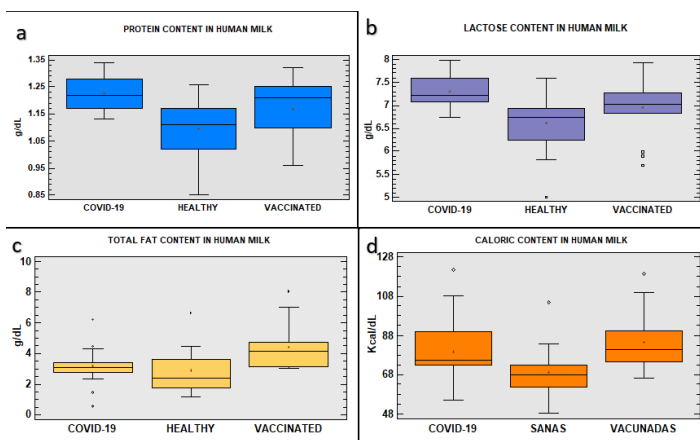 a
PROTEIN CONTENT IN HUMAN MILK
g/dL
1.35
1.25
1.15
1.05
0.95
0.85
COVID-19 HEALTHY VACCINATED
b
LACTOSE CONTENT IN HUMAN MILK
g/dL
8
7.5
7
6.5
6
5.5
5
COVID-19 HEALTHY VACCINATED
c
TOTAL FAT CONTENT IN HUMAN MILK
g/dL
10
8
6
4
2
0
COVID-19 HEALTHY VACCINATED
d
CALORIC CONTENT IN HUMAN MILK
Kcal/dL
128
108
88
68
48
COVID-19 SANAS VACUNADAS